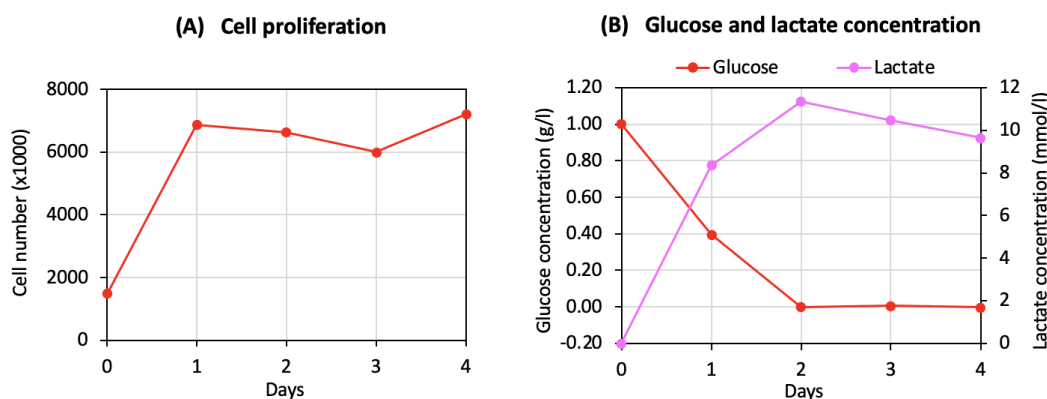 (A) Cell proliferation
Cell number (x1000)
8000
6000
4000
2000
0
0 1 2 3 4
Days
(B) Glucose and lactate concentration
Glucose Lactate
Glucose concentration (g/l)
1.20
1.00
0.80
0.60
0.40
0.20
0.00
-0.20
12
10
8
6
4
2
0
Lactate concentration (mmol/l)
0 1 2 3 4
Days